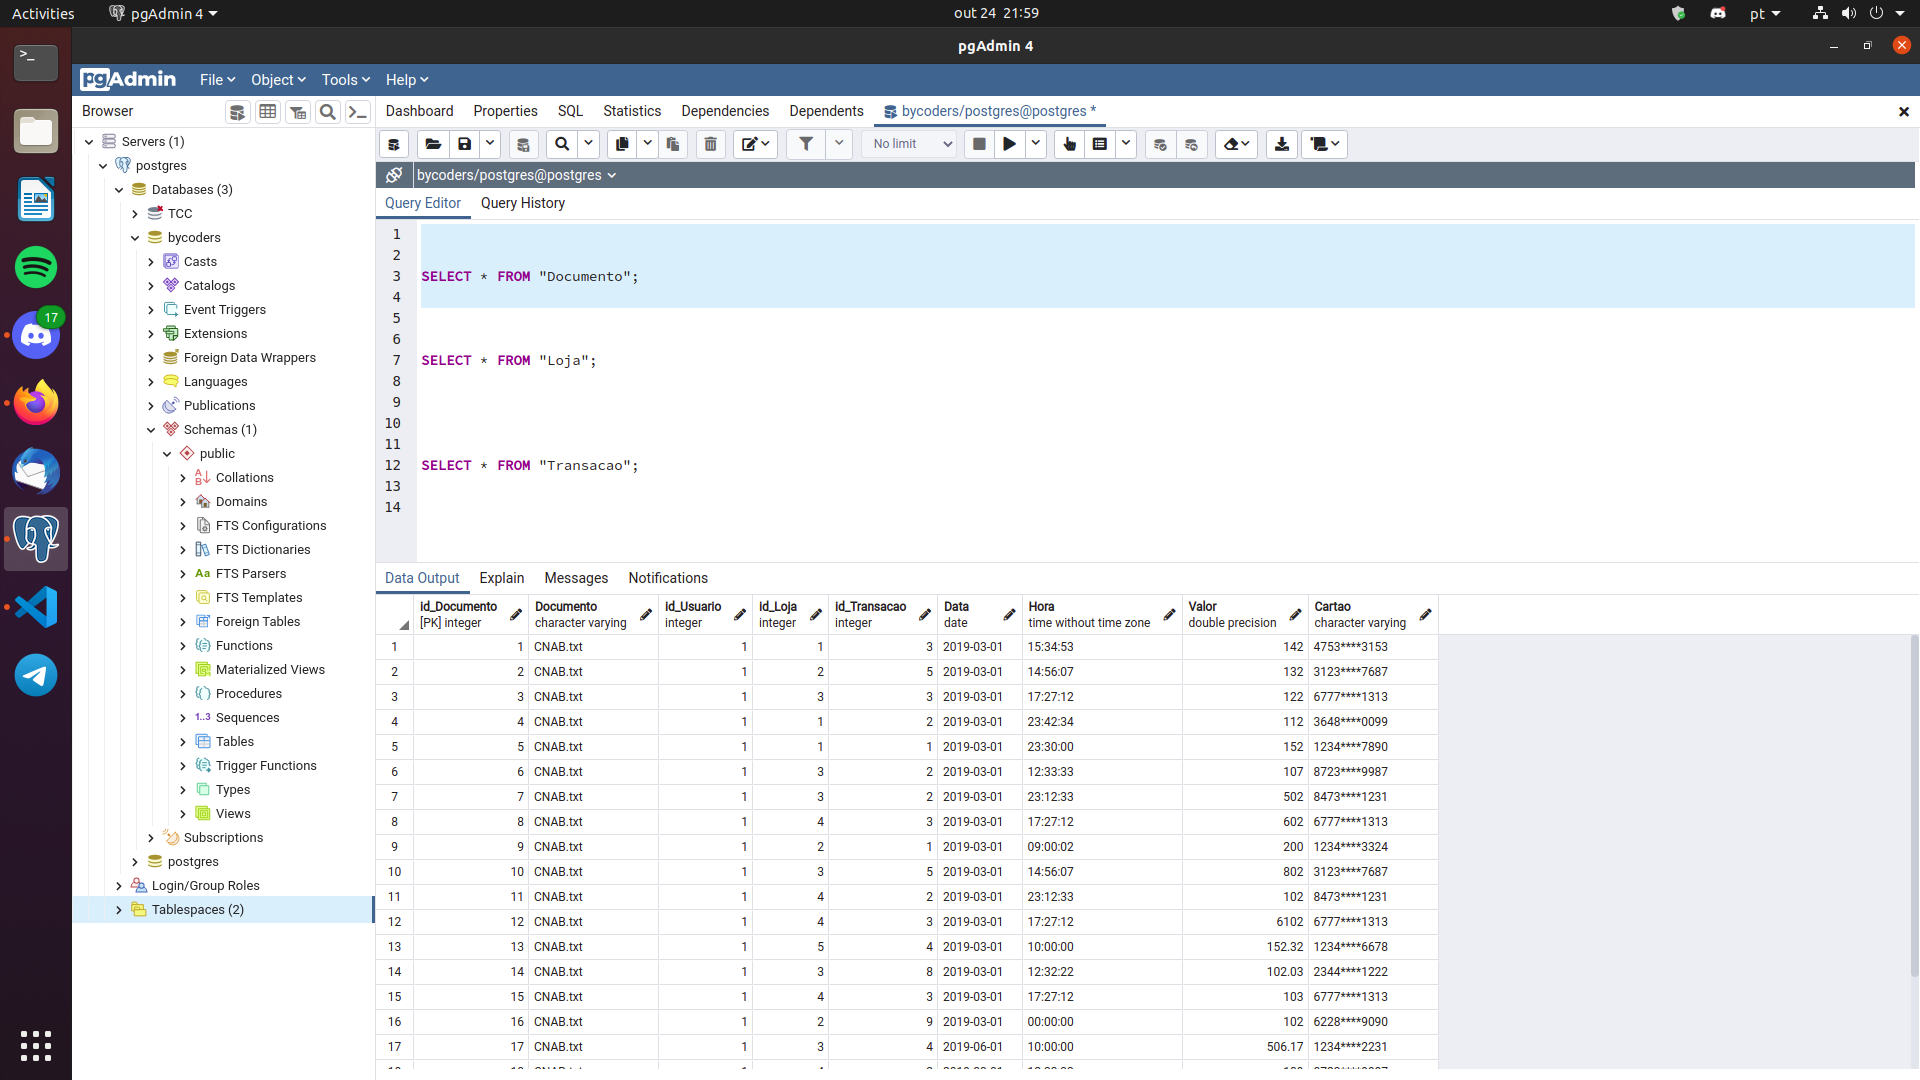 Activities
pgAdmin 4
out 24 21:59
pt
pgAdmin 4
pgAdmin
File
Object
Tools
Help
Browser
Dashboard
Properties
SQL
Statistics
Dependencies
Dependents
bycoders/postgres@postgres *
No limit
bycoders/postgres@postgres
Query Editor
Query History
Servers (1)
postgres
Databases (3)
TCC
bycoders
Casts
Catalogs
Event Triggers
Extensions
Foreign Data Wrappers
Languages
Publications
Schemas (1)
public
Collations
Domains
FTS Configurations
FTS Dictionaries
FTS Parsers
FTS Templates
Foreign Tables
Functions
Materialized Views
Procedures
1..3 Sequences
Tables
Trigger Functions
Types
Views
Subscriptions
postgres
Login/Group Roles
Tablespaces (2)
17
1
2
3 SELECT * FROM "Documento";
4
5
6
7 SELECT * FROM "Loja";
8
9
10
11
12 SELECT * FROM "Transacao";
13
14
Data Output
Explain
Messages
Notifications
id_Documento id_Usuario id_Loja id_Transacao Data Hora Valor Cartao
[PK] integer character varying integer integer integer date time without time zone double precision character varying
1 1 CNAB.txt 1 1 3 2019-03-01 15:34:53 142 4753****3153
2 2 CNAB.txt 1 2 5 2019-03-01 14:56:07 132 3123****7687
3 3 CNAB.txt 1 3 3 2019-03-01 17:27:12 122 6777****1313
4 4 CNAB.txt 1 1 2 2019-03-01 23:42:34 112 3648****0099
5 5 CNAB.txt 1 1 1 2019-03-01 23:30:00 152 1234****7890
6 6 CNAB.txt 1 3 2 2019-03-01 12:33:33 107 8723****9987
7 7 CNAB.txt 1 3 2 2019-03-01 23:12:33 502 8473****1231
8 8 CNAB.txt 1 4 3 2019-03-01 17:27:12 602 6777****1313
9 9 CNAB.txt 1 2 1 2019-03-01 09:00:02 200 1234****3324
10 10 CNAB.txt 1 3 5 2019-03-01 14:56:07 802 3123****7687
11 11 CNAB.txt 1 4 2 2019-03-01 23:12:33 102 8473****1231
12 12 CNAB.txt 1 4 3 2019-03-01 17:27:12 6102 6777****1313
13 13 CNAB.txt 1 5 4 2019-03-01 10:00:00 152.32 1234****6678
14 14 CNAB.txt 1 3 8 2019-03-01 12:32:22 102.03 2344****1222
15 15 CNAB.txt 1 4 3 2019-03-01 17:27:12 103 6777****1313
16 16 CNAB.txt 1 2 9 2019-03-01 00:00:00 102 6228****9090
17 17 CNAB.txt 1 3 4 2019-06-01 10:00:00 506.17 1234****2231